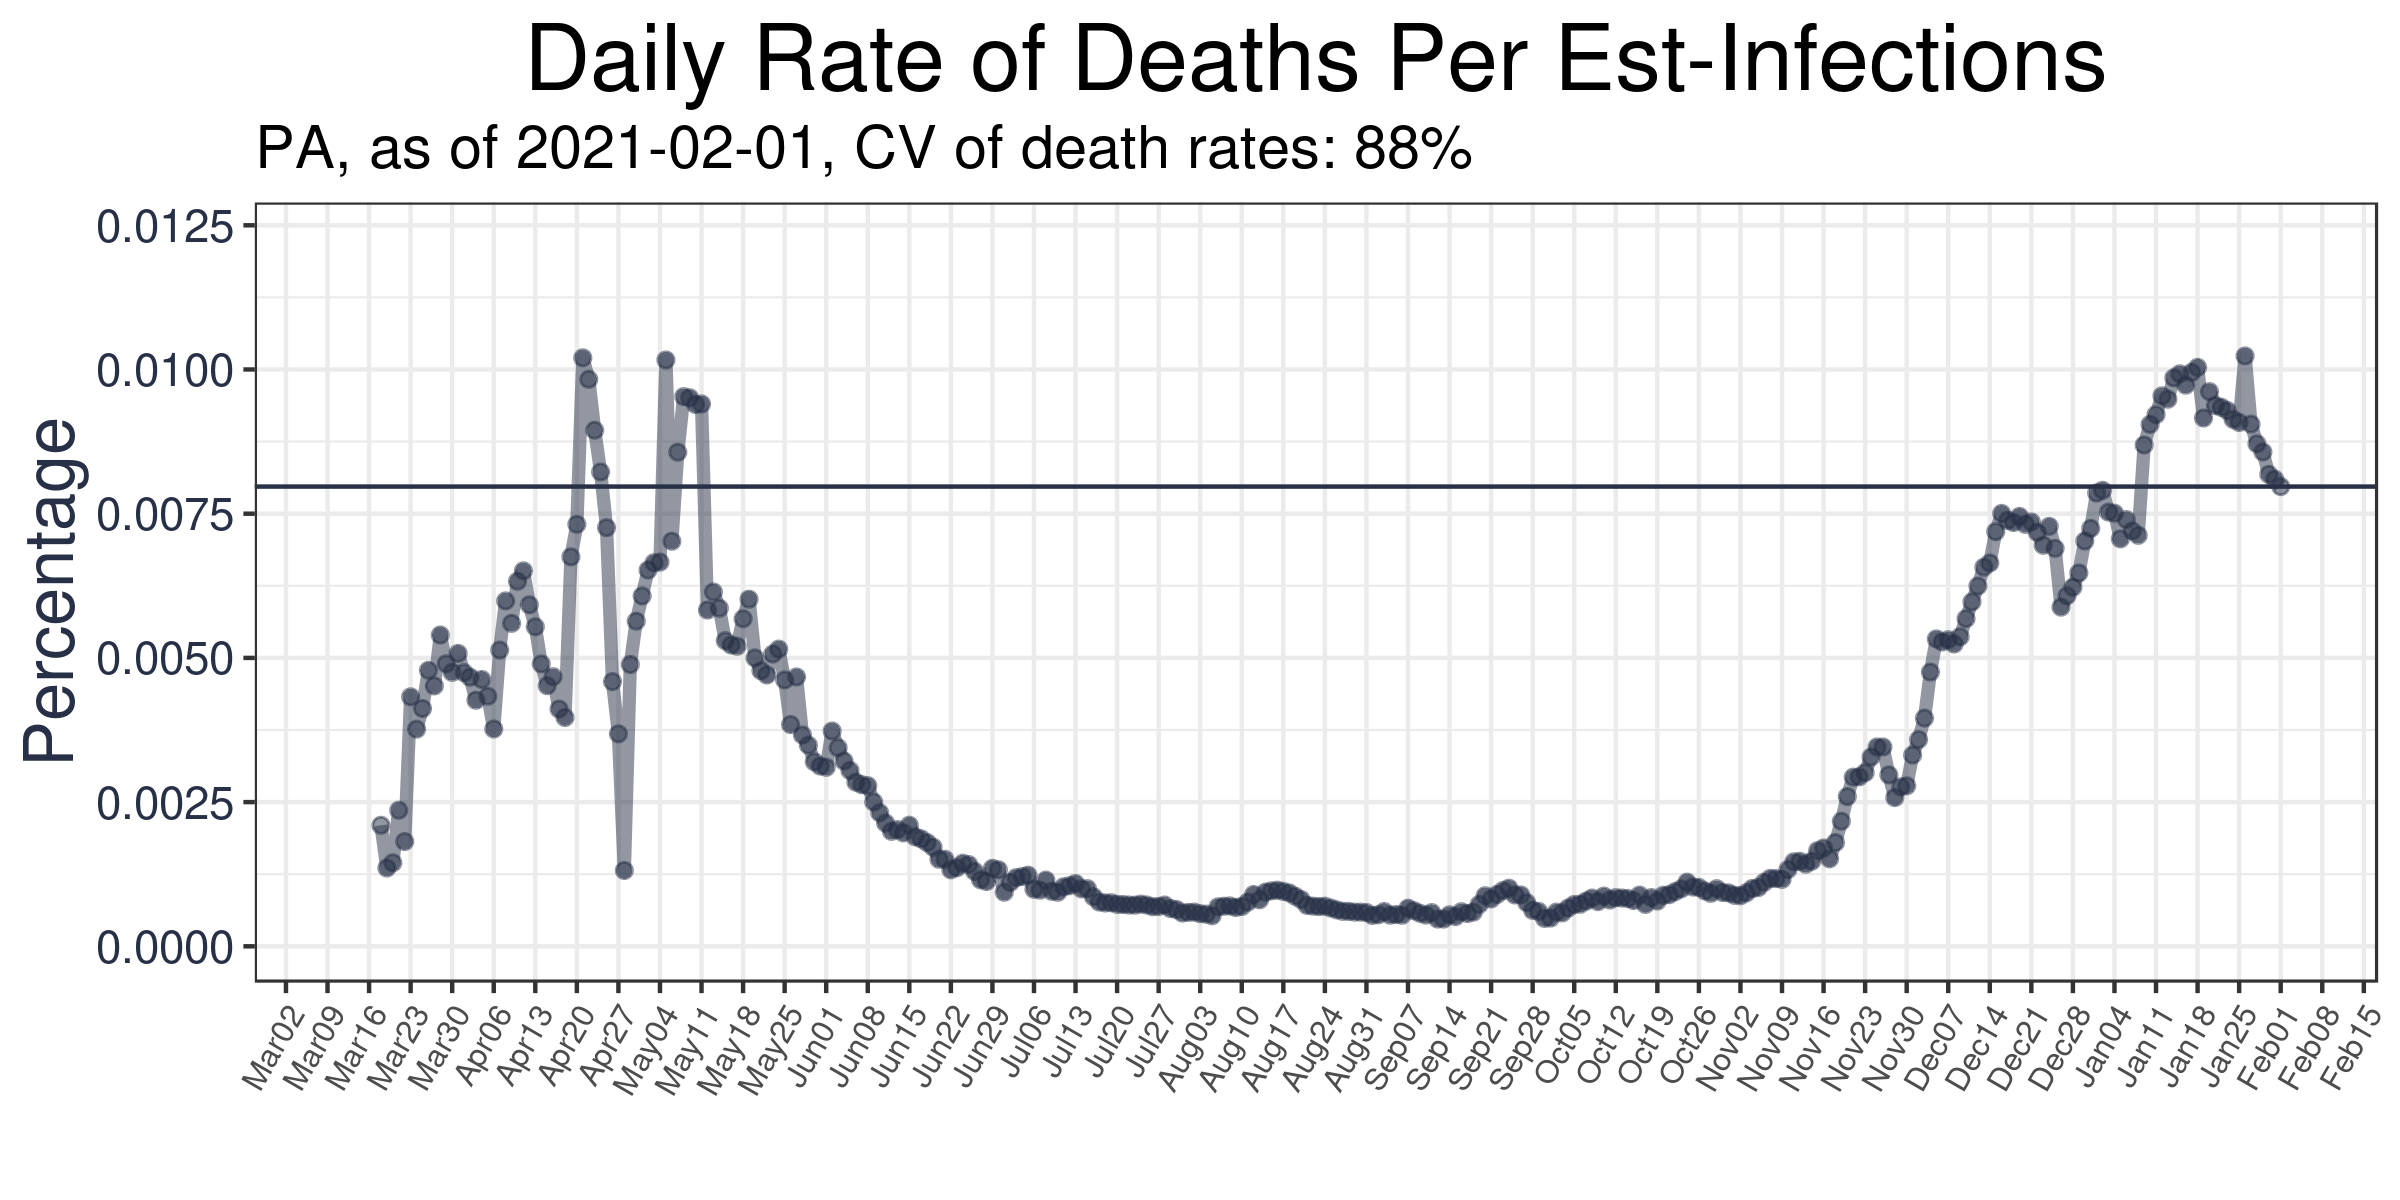 Daily Rate of Deaths Per Est-Infections
PA, as of 2021-02-01, CV of death rates: 88%
Percentage
0.0125
0.0100
0.0075
0.0050
0.0025
0.0000
Mar02
Mar09
Mar16
Mar23
Mar30
Apr06
Apr13
Apr20
Apr27
May04
May11
May18
May25
Jun01
Jun08
Jun15
Jun22
Jun29
Jul06
Jul13
Jul20
Jul27
Aug03
Aug10
Aug17
Aug24
Aug31
Sep07
Sep14
Sep21
Sep28
Oct05
Oct12
Oct19
Oct26
Nov02
Nov09
Nov16
Nov23
Nov30
Dec07
Dec14
Dec21
Dec28
Jan04
Jan11
Jan18
Jan25
Feb01
Feb08
Feb15